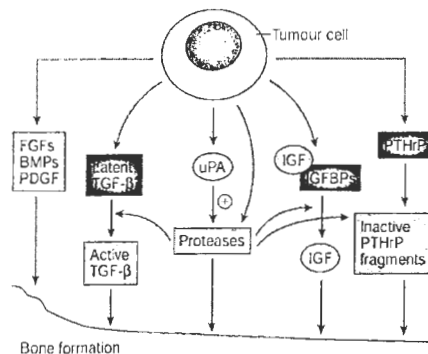 Tumour cell
FGFs
BMPs
PDGF
Latent
TGF-β
uPA
IGF
IGFBPs
PTHrP
+
Proteases
Active
TGF-β
IGF
Inactive
PTHrP
fragments
Bone formation